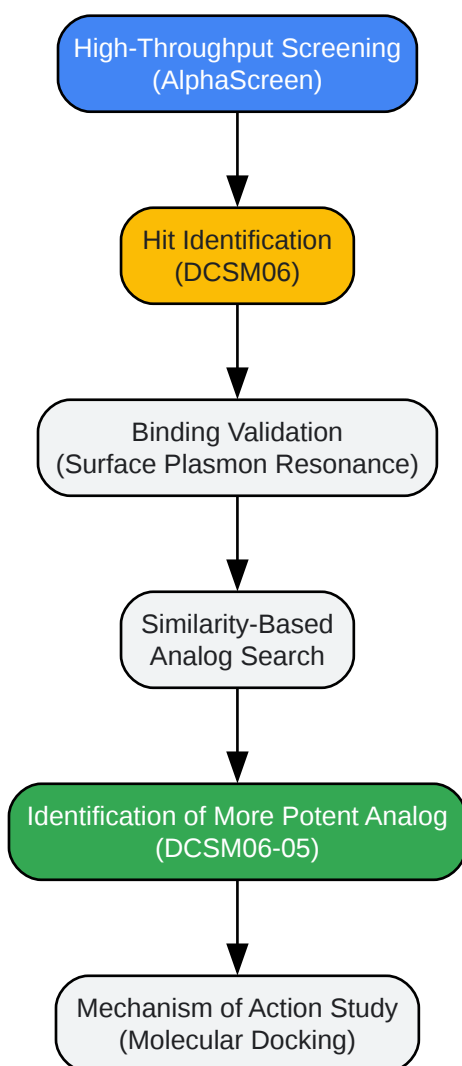 High-Throughput Screening
(AlphaScreen)
Hit Identification
(DCSM06)
Binding Validation
(Surface Plasmon Resonance)
Similarity-Based
Analog Search
Identification of More Potent Analog
(DCSM06-05)
Mechanism of Action Study
(Molecular Docking)